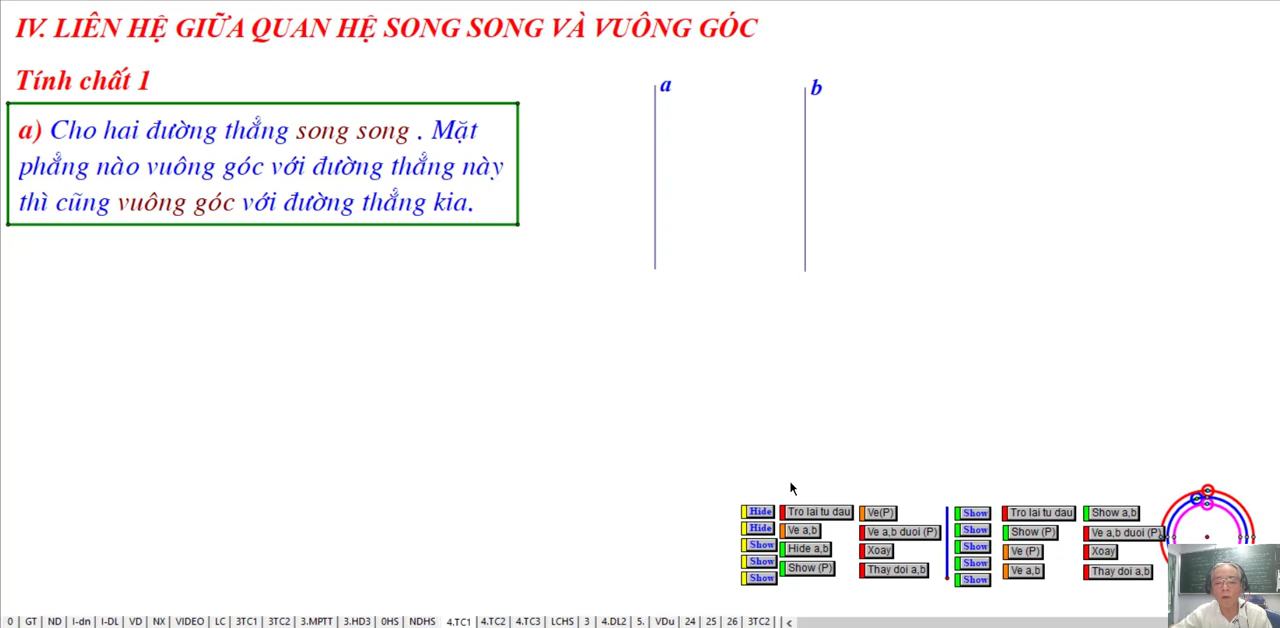 IV. LIÊN HỆ GIỮA QUAN HỆ SONG SONG VÀ VUÔNG GÓC
Tính chất 1
a) Cho hai đường thẳng song song . Mặt
phẳng nào vuông góc với đường thẳng này
thì cũng vuông góc với đường thẳng kia.
a
b
Hide Tro lai tu dau Ve(P) Show Tro lai tu dau Show a,b
Hide Ve a,b Ve a,b duoi (P) Show Show (P) Ve a,b duoi (P)
Show Hide a,b Xoay Show Ve (P) Xoay
Show Show (P) Thay doi a,b Show Ve a,b Thay doi a,b
Show Show
0 | GT | ND | I-dn | I-DL | VD | NX | VIDEO | LC | 3TC1 | 3TC2 | 3.MPTT | 3.HD3 | 0HS | NDHS | 4.TC1 | 4.TC2 | 4.TC3 | LCHS | 3 | 4.DL2 | 5. | VDu | 24 | 25 | 26 | 3TC2 |